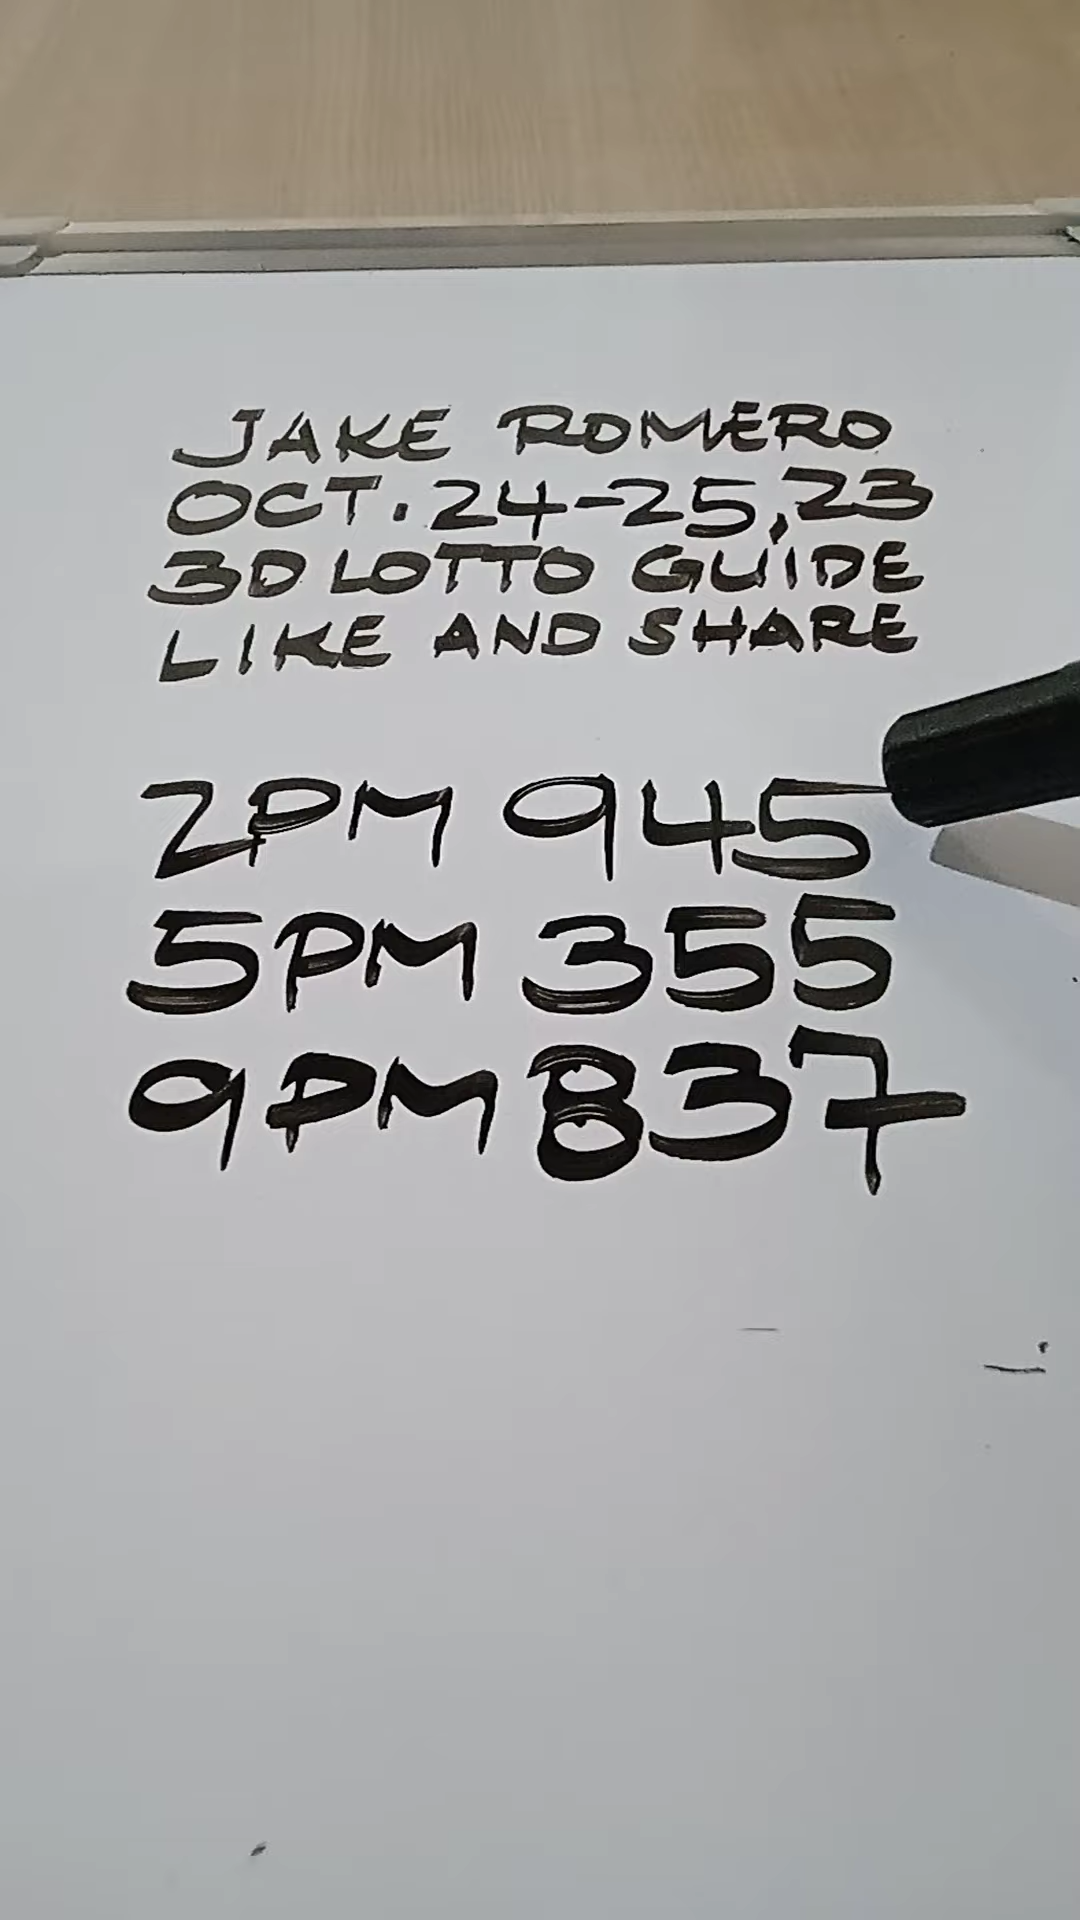 JAKE ROMERO
OCT. 24-25, 23
3D LOTTO GUIDE
LIKE AND SHARE
2PM 945
5PM 355
9PM 837